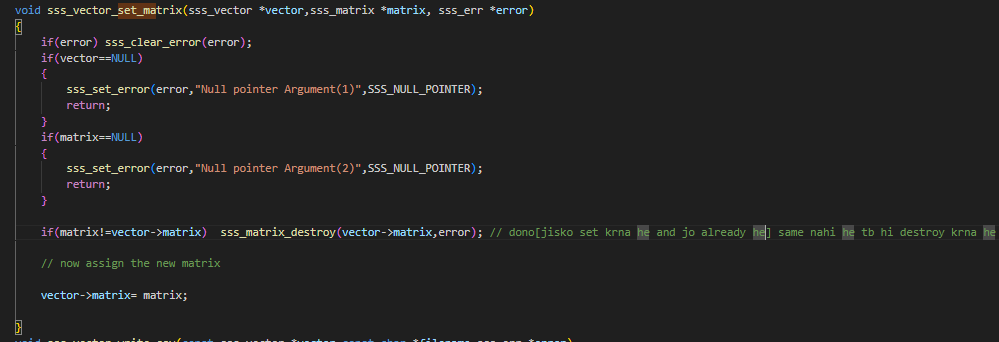 void sss_vector_set_matrix(sss_vector *vector,sss_matrix *matrix, sss_err *error)
{
if(error) sss_clear_error(error);
if(vector==NULL)
{
sss_set_error(error,"Null pointer Argument(1)",SSS_NULL_POINTER);
return;
}
if(matrix==NULL)
{
sss_set_error(error,"Null pointer Argument(2)",SSS_NULL_POINTER);
return;
}
if(matrix!=vector->matrix)  sss_matrix_destroy(vector->matrix,error); // dono[jisko set krna he and jo already he] same nahi he tb hi destroy krna he
// now assign the new matrix
vector->matrix= matrix;
}